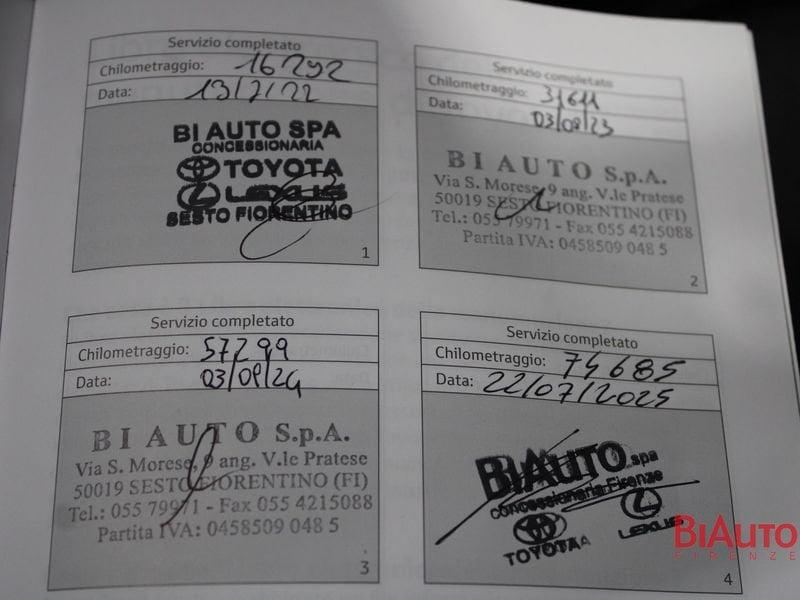 Servizio completato
Chilometraggio: 16292
Data: 13/7/22
BI AUTO SPA
CONCESSIONARIA
TOYOTA
LEXUS
SESTO FIORENTINO
1
Servizio completato
Chilometraggio: 31611
Data: 03/08/23
BI AUTO S.p.A.
Via S. Morese, 9 ang. V.le Pratese
50019 SESTO FIORENTINO (FI)
Tel.: 055 79971 - Fax 055 4215088
Partita IVA: 0458509 048 5
2
Servizio completato
Chilometraggio: 57299
Data: 03/09/24
BI AUTO S.p.A.
Via S. Morese, 9 ang. V.le Pratese
50019 SESTO FIORENTINO (FI)
Tel.: 055 79971 - Fax 055 4215088
Partita IVA: 0458509 048 5
3
Servizio completato
Chilometraggio: 74685
Data: 22/07/2025
BIAUTO spa
concessionaria Firenze
TOYOTA
LEXUS
4
BIAUTO
FIRENZE